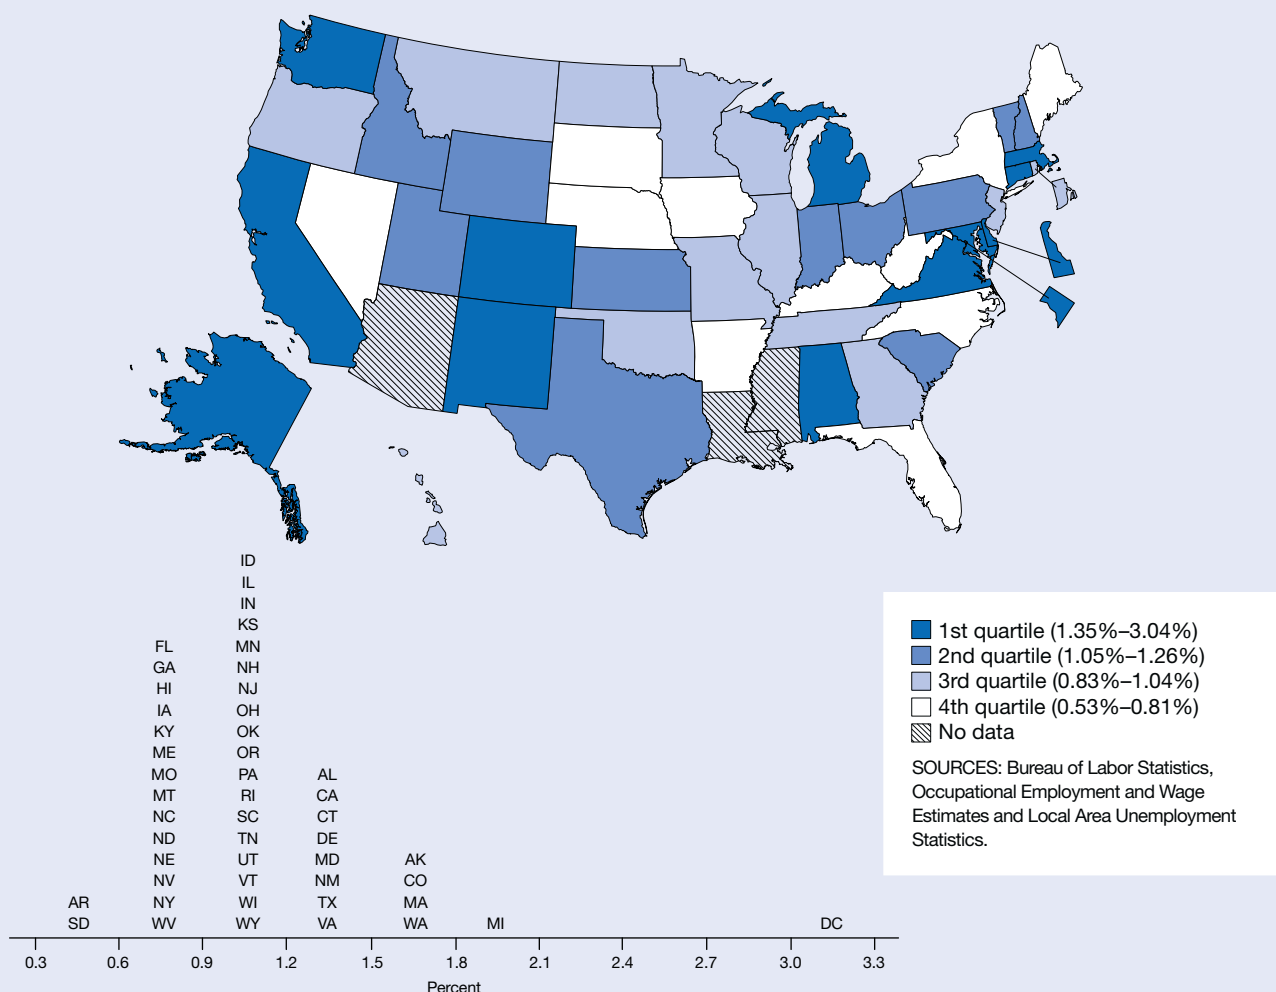 ID
IL
IN
KS
FL MN
GA NH
HI NJ
IA OH
KY OK
ME OR
MO PA AL
MT RI CA
NC SC CT
ND TN DE
NE UT MD AK
NV VT NM CO
AR NY WI TX MA
SD WV WY VA WA MI DC
0.3 0.6 0.9 1.2 1.5 1.8 2.1 2.4 2.7 3.0 3.3
Percent
1st quartile (1.35%–3.04%)
2nd quartile (1.05%–1.26%)
3rd quartile (0.83%–1.04%)
4th quartile (0.53%–0.81%)
No data
SOURCES: Bureau of Labor Statistics,
Occupational Employment and Wage
Estimates and Local Area Unemployment
Statistics.